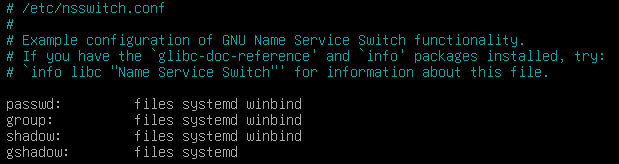 # /etc/nsswitch.conf
#
# Example configuration of GNU Name Service Switch functionality.
# If you have the `glibc-doc-reference' and `info' packages installed, try:
# `info libc "Name Service Switch"' for information about this file.

passwd:         files systemd winbind
group:          files systemd winbind
shadow:         files systemd winbind
gshadow:        files systemd